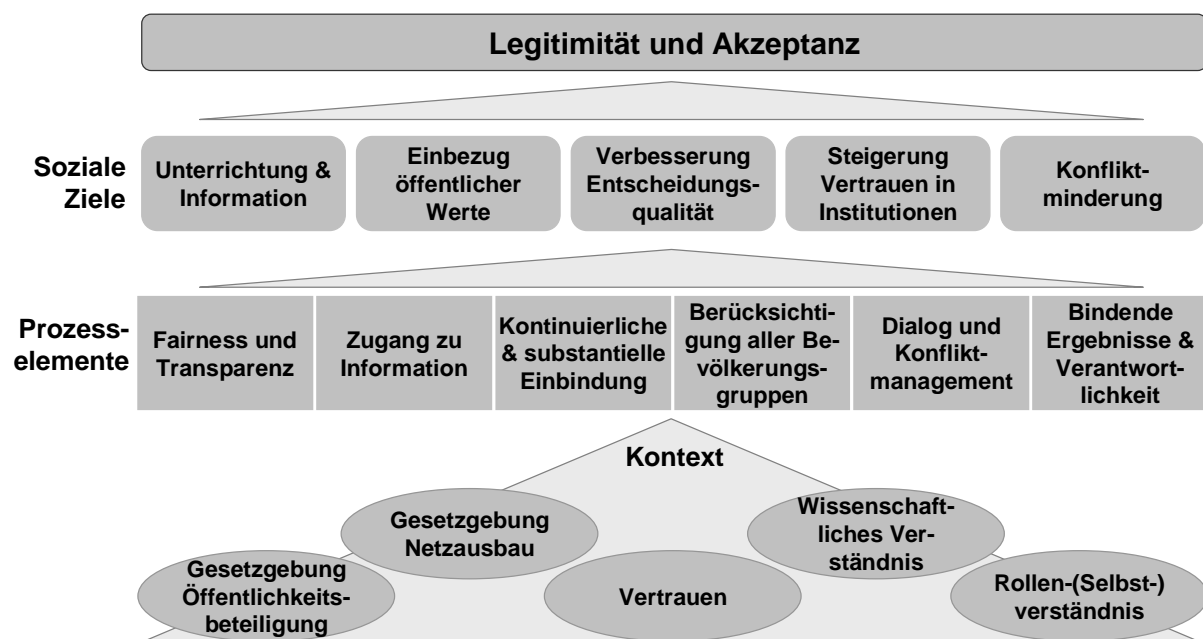 Legitimität und Akzeptanz
Soziale
Ziele
Unterrichtung &
Information
Einbezug
öffentlicher
Werte
Verbesserung
Entscheidungs-
qualität
Steigerung
Vertrauen in
Institutionen
Konflikt-
minderung
Prozess-
elemente
Fairness und
Transparenz
Zugang zu
Information
Kontinuierliche
& substantielle
Einbindung
Berücksichti-
gung aller Be-
völkerungs-
gruppen
Dialog und
Konflikt-
management
Bindende
Ergebnisse &
Verantwort-
lichkeit
Kontext
Gesetzgebung
Netzausbau
Wissenschaft-
liches Ver-
ständnis
Gesetzgebung
Öffentlichkeits-
beteiligung
Vertrauen
Rollen-(Selbst-)
verständnis